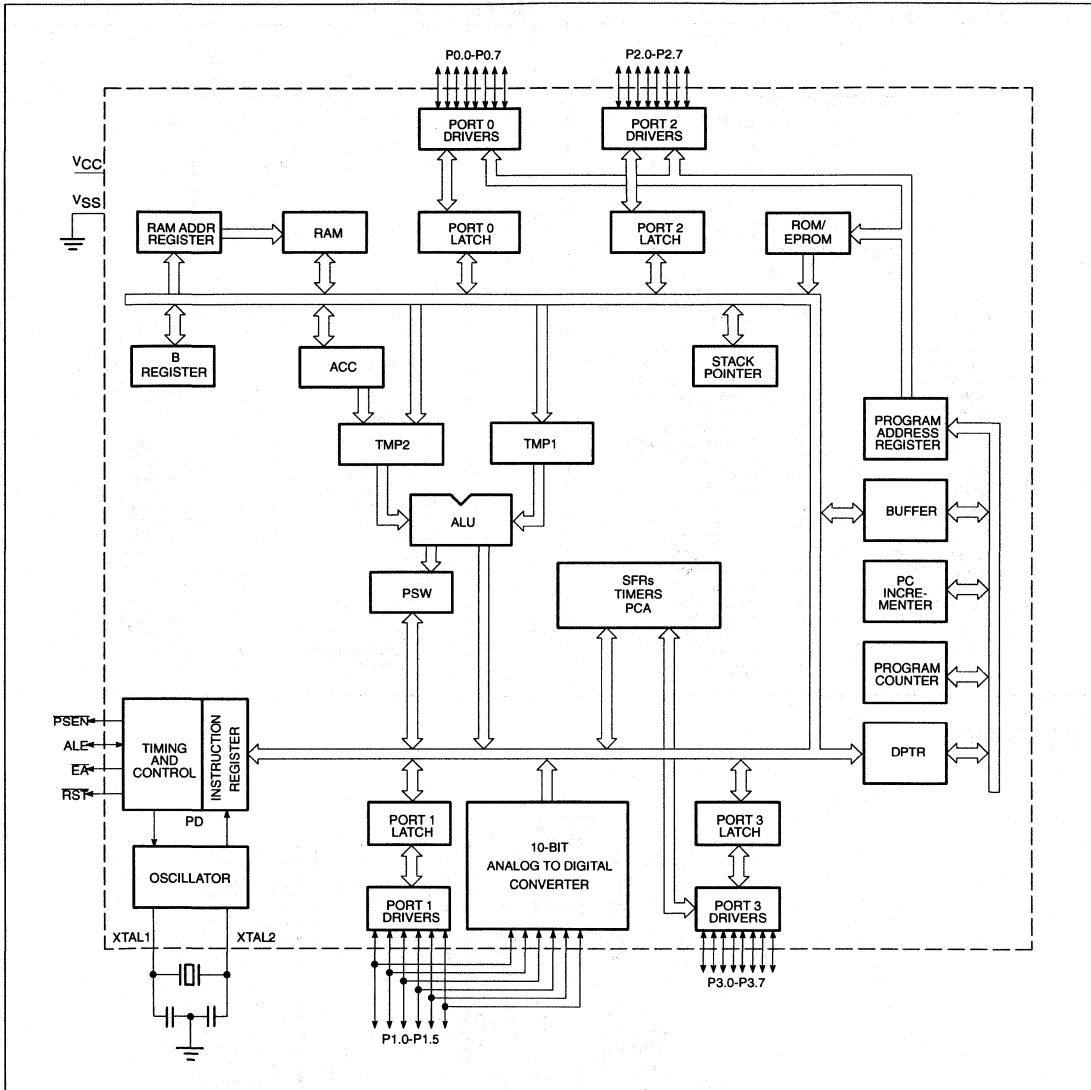 P0.0-P0.7
P2.0-P2.7
PORT 0
DRIVERS
PORT 2
DRIVERS
VCC
VSS
RAM ADDR
REGISTER
RAM
PORT 0
LATCH
PORT 2
LATCH
ROM/
EPROM
B
REGISTER
ACC
STACK
POINTER
PROGRAM
ADDRESS
REGISTER
TMP2
TMP1
BUFFER
ALU
PSW
SFRs
TIMERS
PCA
PC
INCRE-
MENTER
PROGRAM
COUNTER
PSEN
ALE
EA
RST
TIMING
AND
CONTROL
INSTRUCTION
REGISTER
DPTR
PD
PORT 1
LATCH
10-BIT
ANALOG TO DIGITAL
CONVERTER
PORT 3
LATCH
OSCILLATOR
PORT 1
DRIVERS
PORT 3
DRIVERS
XTAL1
XTAL2
P3.0-P3.7
P1.0-P1.5